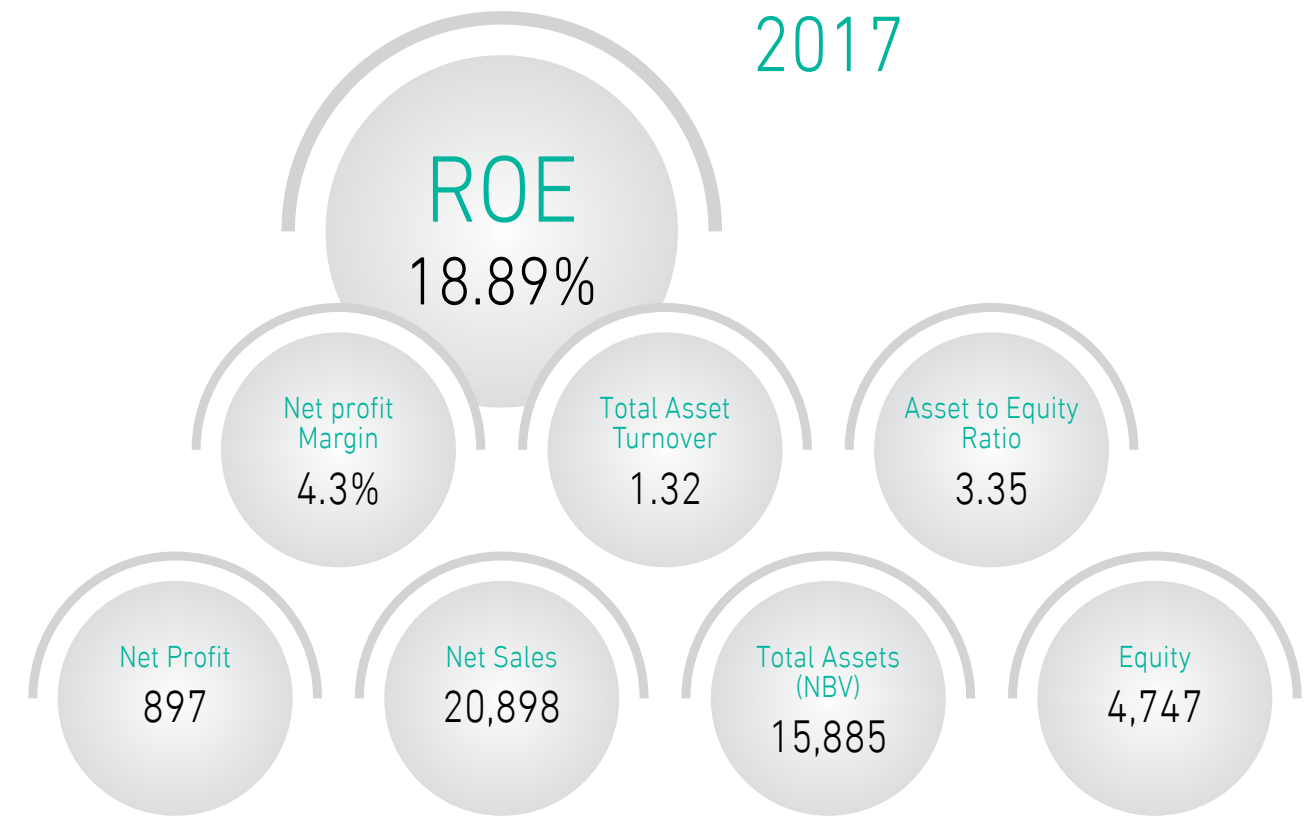 2017
ROE
18.89%
Net profit
Margin
4.3%
Total Asset
Turnover
1.32
Asset to Equity
Ratio
3.35
Net Profit
897
Net Sales
20,898
Total Assets
(NBV)
15,885
Equity
4,747